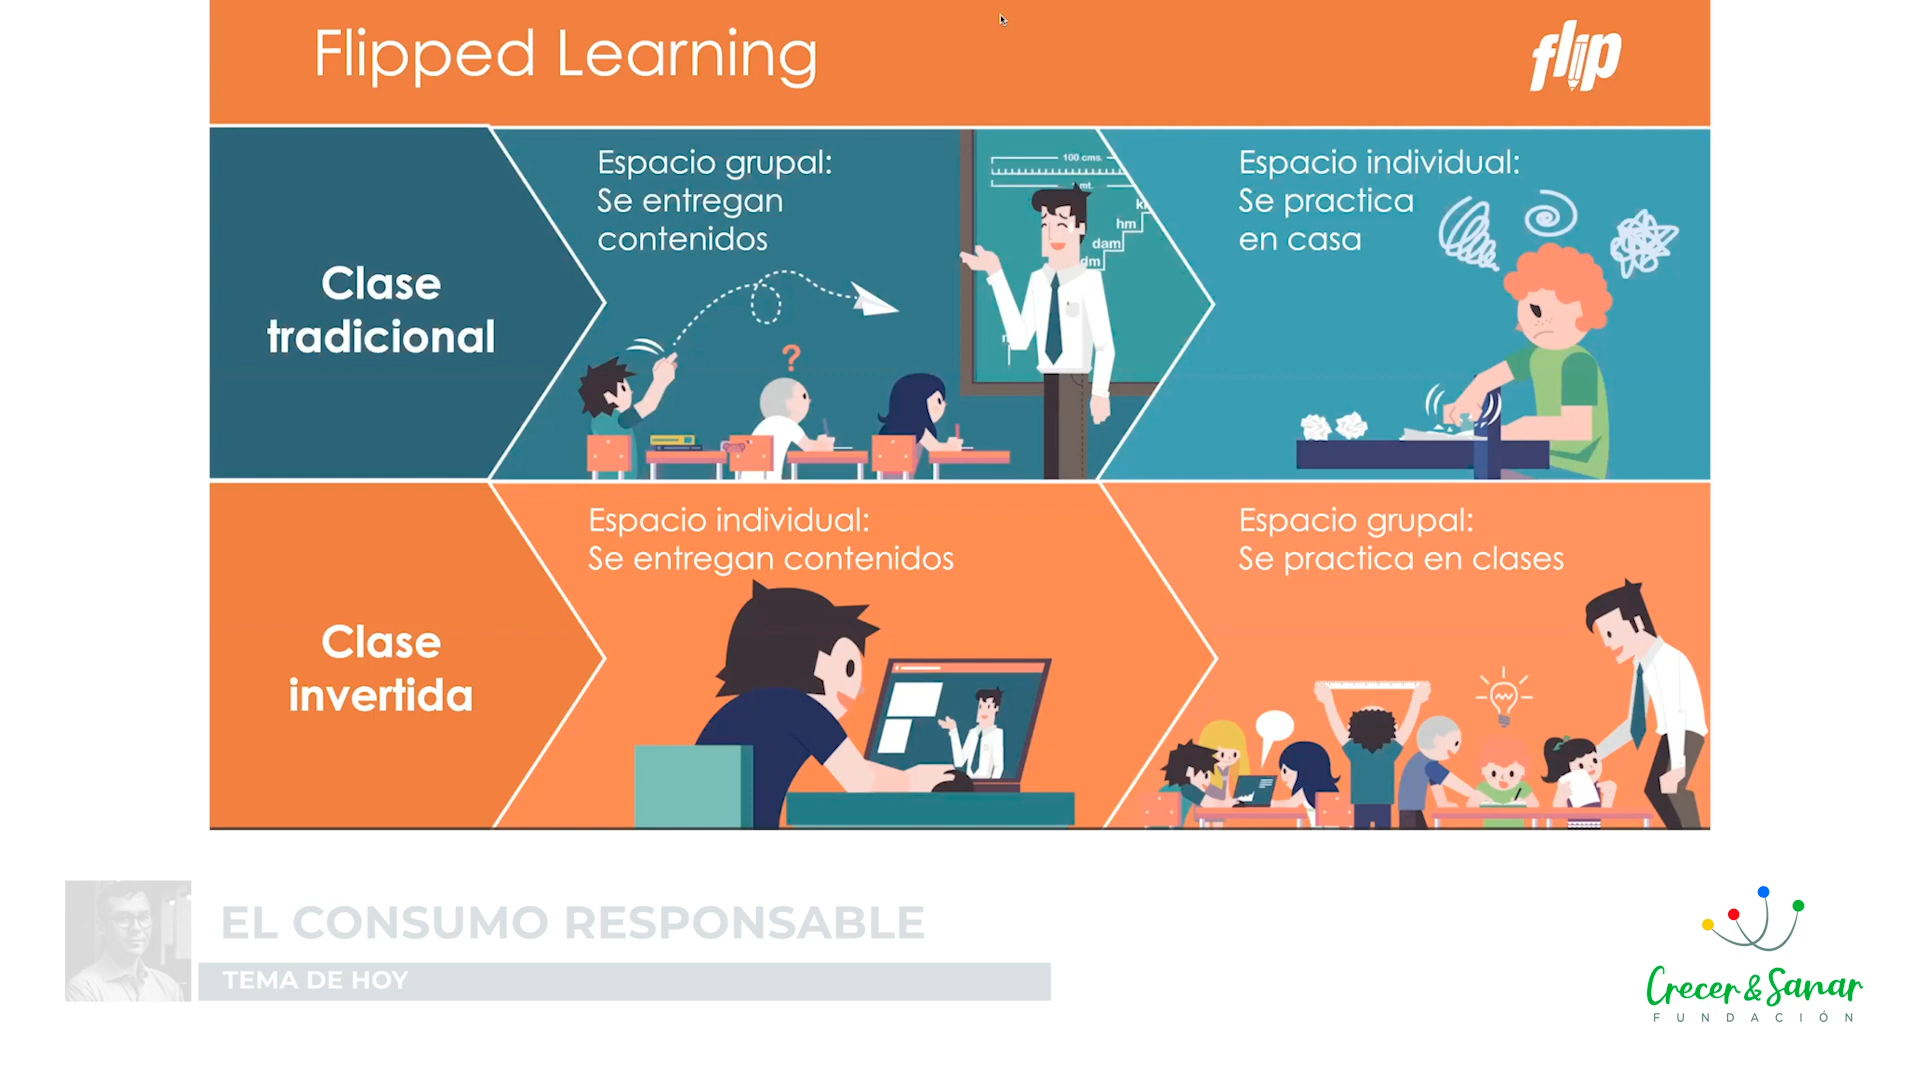 Flipped Learning
flip
Clase
tradicional
Espacio grupal:
Se entregan
contenidos
100 cms.
mt.
hm
dam
dm
?
Espacio individual:
Se practica
en casa
Clase
invertida
Espacio individual:
Se entregan contenidos
Espacio grupal:
Se practica en clases
EL CONSUMO RESPONSABLE
TEMA DE HOY
Crecer & Sanar
FUNDACIÓN